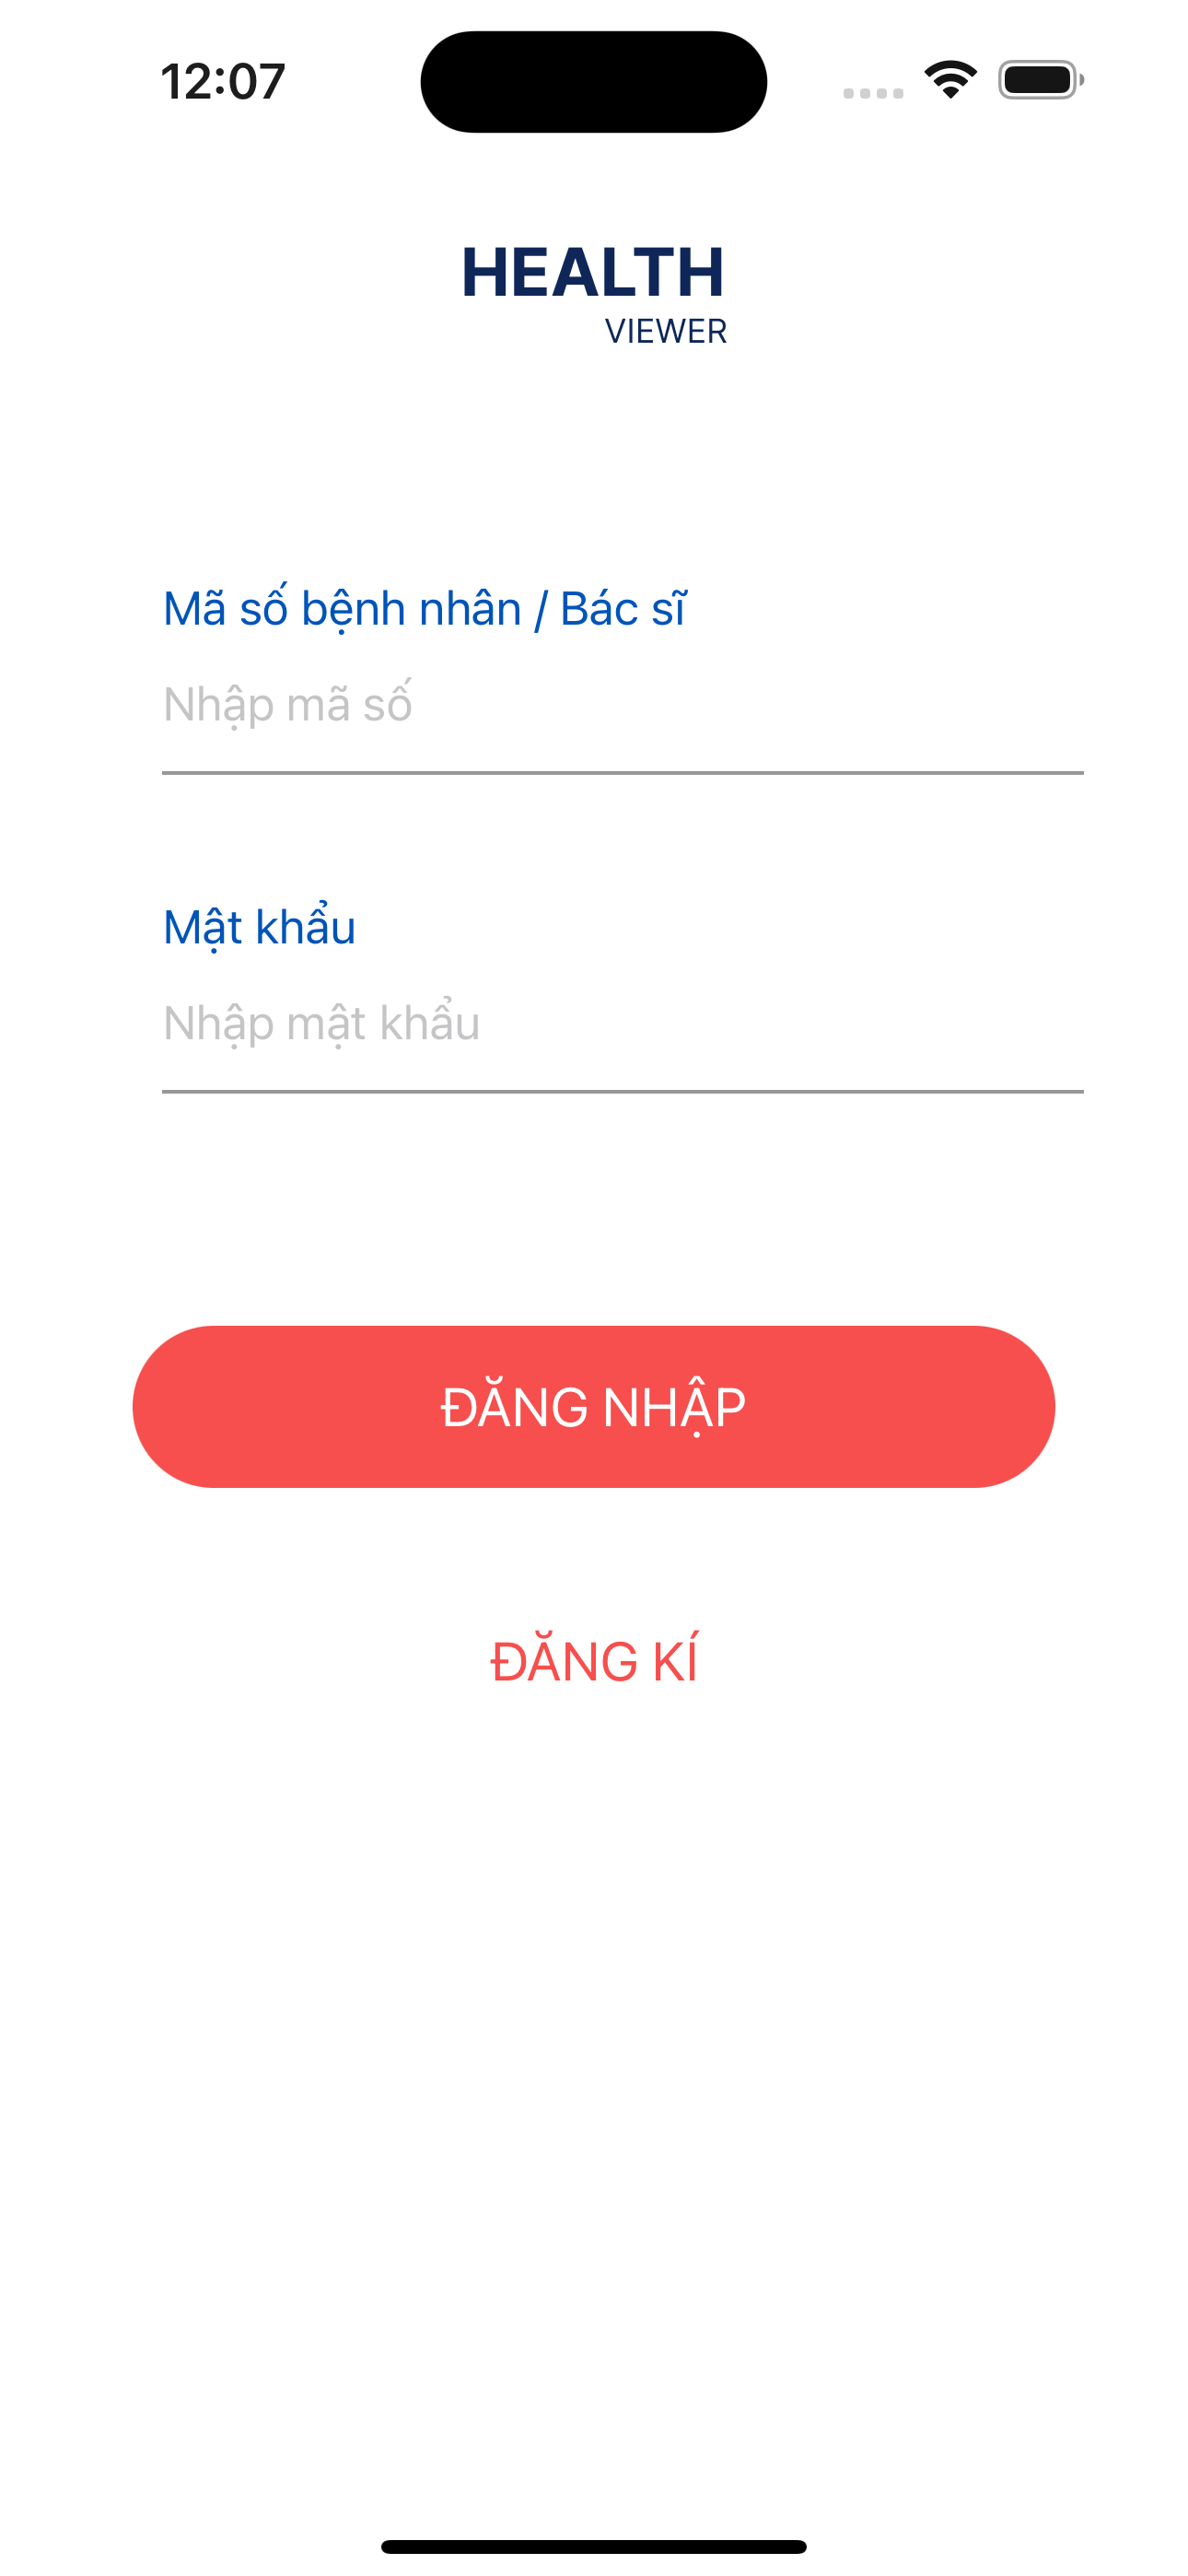 12:07
HEALTH
VIEWER
Mã số bệnh nhân / Bác sĩ
Nhập mã số
Mật khẩu
Nhập mật khẩu
ĐĂNG NHẬP
ĐĂNG KÍ